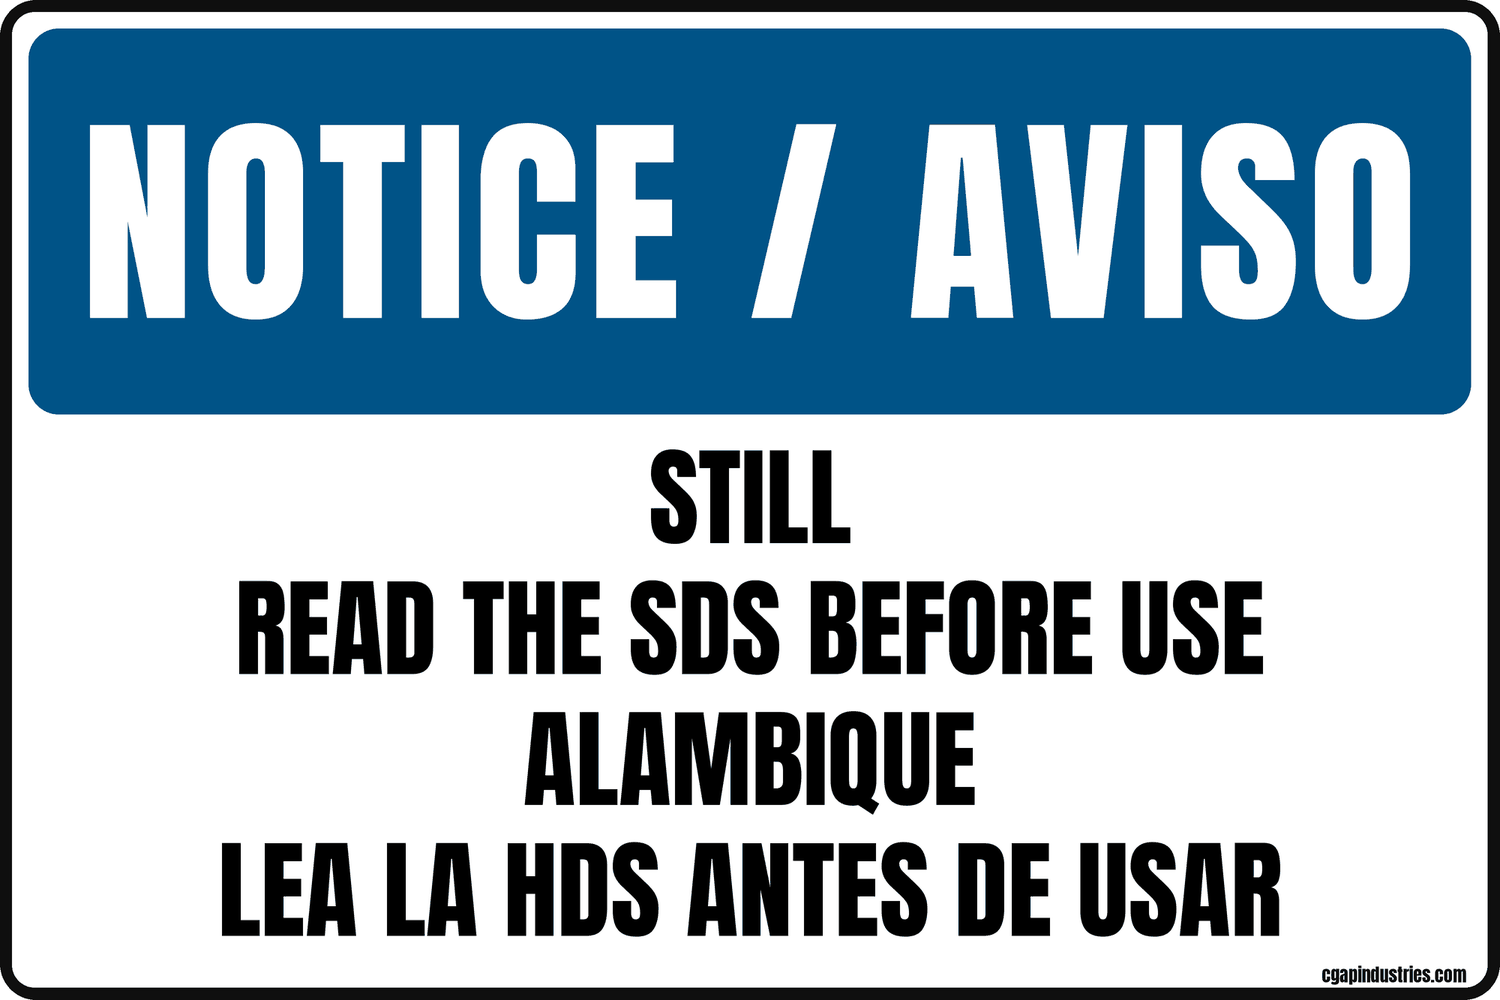 NOTICE / AVISO
STILL
READ THE SDS BEFORE USE
ALAMBIQUE
LEA LA HDS ANTES DE USAR
cgapindustries.com